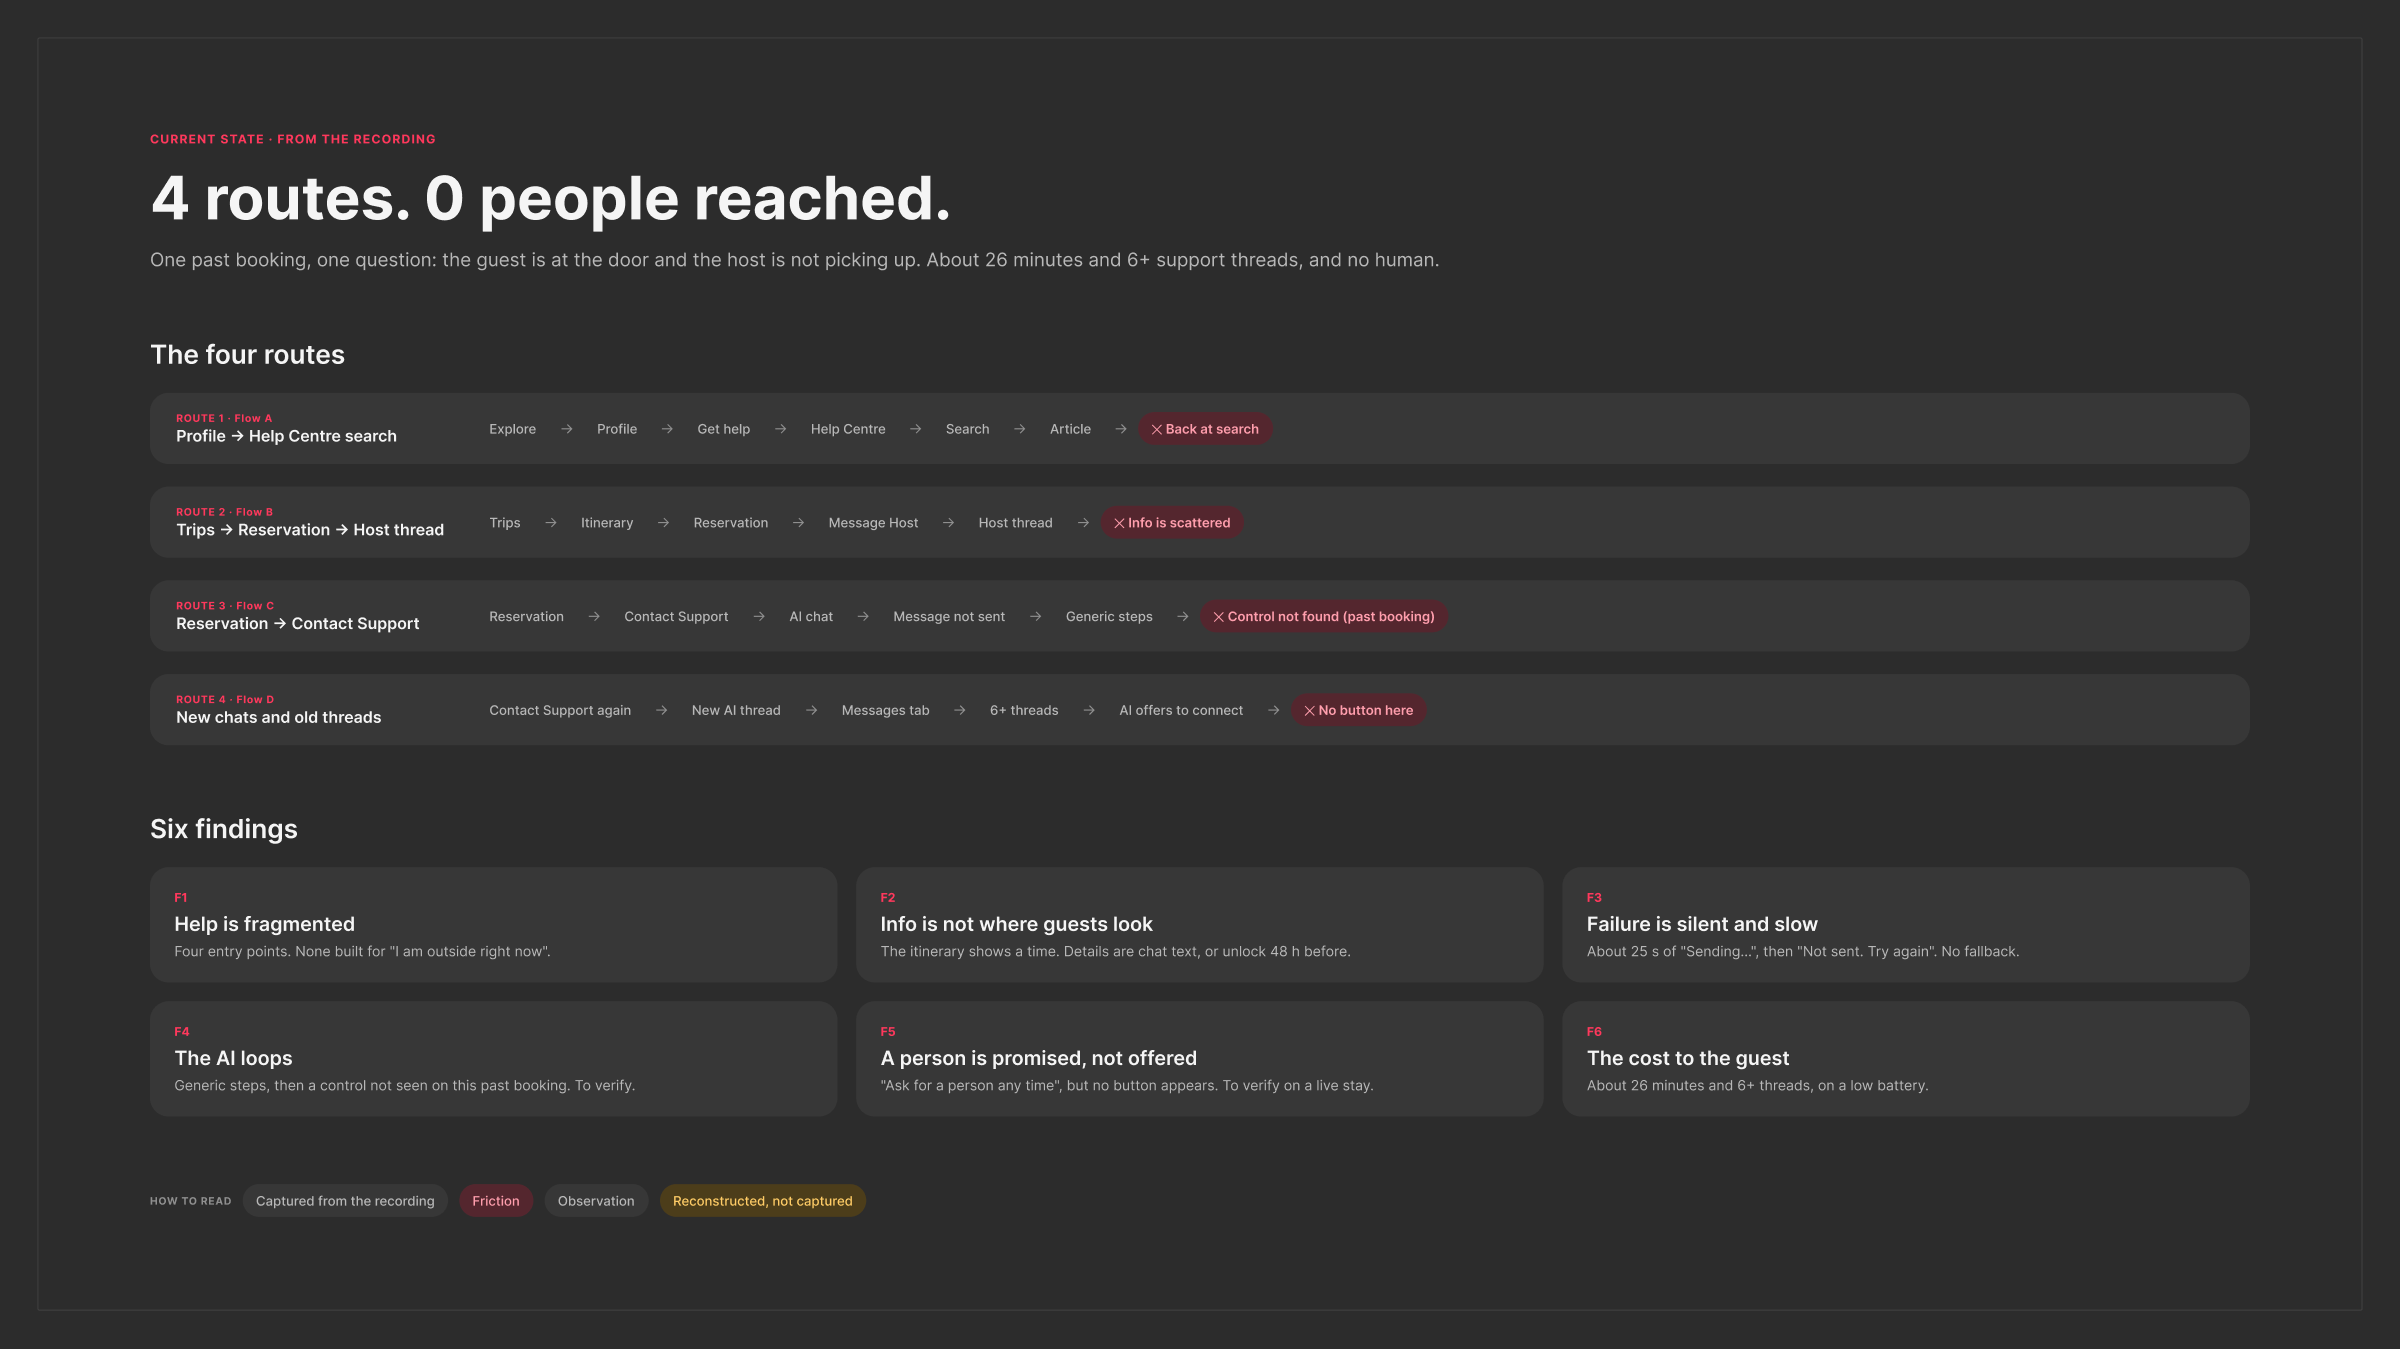 CURRENT STATE · FROM THE RECORDING
4 routes. 0 people reached.
One past booking, one question: the guest is at the door and the host is not picking up. About 26 minutes and 6+ support threads, and no human.
The four routes
ROUTE 1 · Flow A
Profile → Help Centre search
Explore → Profile → Get help → Help Centre → Search → Article → ✕ Back at search
ROUTE 2 · Flow B
Trips → Reservation → Host thread
Trips → Itinerary → Reservation → Message Host → Host thread → ✕ Info is scattered
ROUTE 3 · Flow C
Reservation → Contact Support
Reservation → Contact Support → AI chat → Message not sent → Generic steps → ✕ Control not found (past booking)
ROUTE 4 · Flow D
New chats and old threads
Contact Support again → New AI thread → Messages tab → 6+ threads → AI offers to connect → ✕ No button here
Six findings
F1
Help is fragmented
Four entry points. None built for "I am outside right now".
F2
Info is not where guests look
The itinerary shows a time. Details are chat text, or unlock 48 h before.
F3
Failure is silent and slow
About 25 s of "Sending...", then "Not sent. Try again". No fallback.
F4
The AI loops
Generic steps, then a control not seen on this past booking. To verify.
F5
A person is promised, not offered
"Ask for a person any time", but no button appears. To verify on a live stay.
F6
The cost to the guest
About 26 minutes and 6+ threads, on a low battery.
HOW TO READ Captured from the recording Friction Observation Reconstructed, not captured